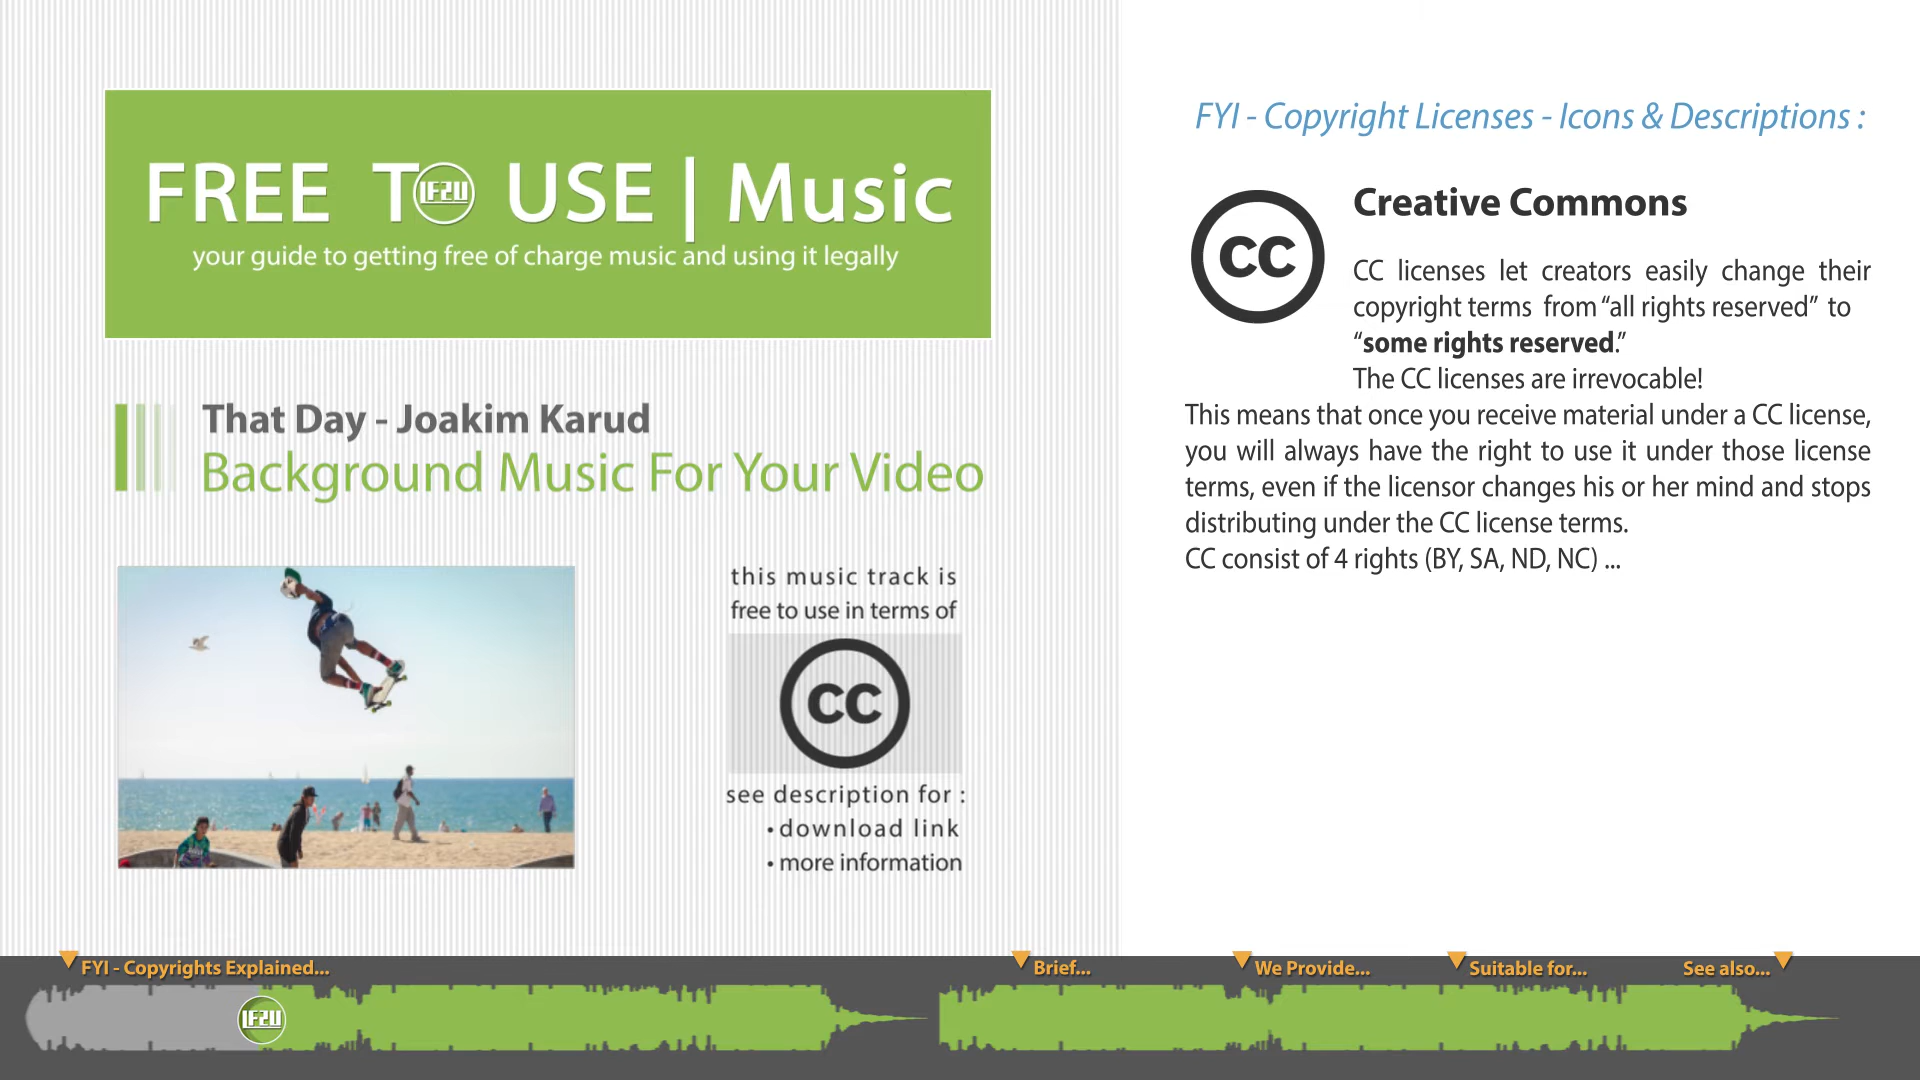 FREE TO USE | Music
your guide to getting free of charge music and using it legally
That Day - Joakim Karud
Background Music For Your Video
this music track is
free to use in terms of
CC
see description for :
• download link
• more information
FYI - Copyright Licenses - Icons & Descriptions :
CC
Creative Commons
CC licenses let creators easily change their
copyright terms from “all rights reserved” to
“some rights reserved.”
The CC licenses are irrevocable!
This means that once you receive material under a CC license,
you will always have the right to use it under those license
terms, even if the licensor changes his or her mind and stops
distributing under the CC license terms.
CC consist of 4 rights (BY, SA, ND, NC) ...
FYI - Copyrights Explained...
Brief...
We Provide...
Suitable for...
See also...